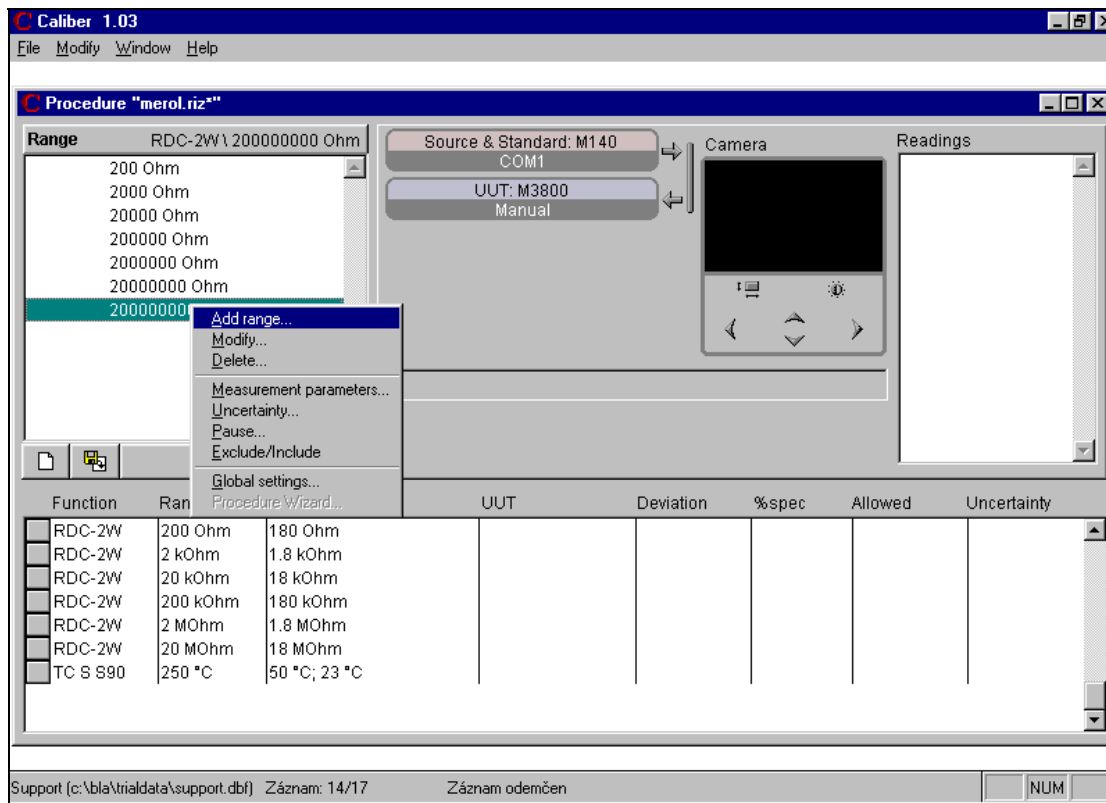 Caliber 1.03
File Modify Window Help
Procedure "merol.riz*"
Range RDC-2W \ 200000000 Ohm
200 Ohm
2000 Ohm
20000 Ohm
200000 Ohm
2000000 Ohm
20000000 Ohm
20000000
Source & Standard: M140
COM1
UUT: M3800
Manual
Camera
Readings
Add range...
Modify...
Delete...
Measurement parameters...
Uncertainty...
Pause...
Exclude/Include
Global settings...
Procedure Wizard...
Function Ran UUT Deviation %spec Allowed Uncertainty
RDC-2W 200 Ohm 180 Ohm
RDC-2W 2 kOhm 1.8 kOhm
RDC-2W 20 kOhm 18 kOhm
RDC-2W 200 kOhm 180 kOhm
RDC-2W 2 MOhm 1.8 MOhm
RDC-2W 20 MOhm 18 MOhm
TC S S90 250 °C 50 °C; 23 °C
Support (c:\bla\trialdata\support.dbf) Záznam: 14/17 Záznam odemčen NUM